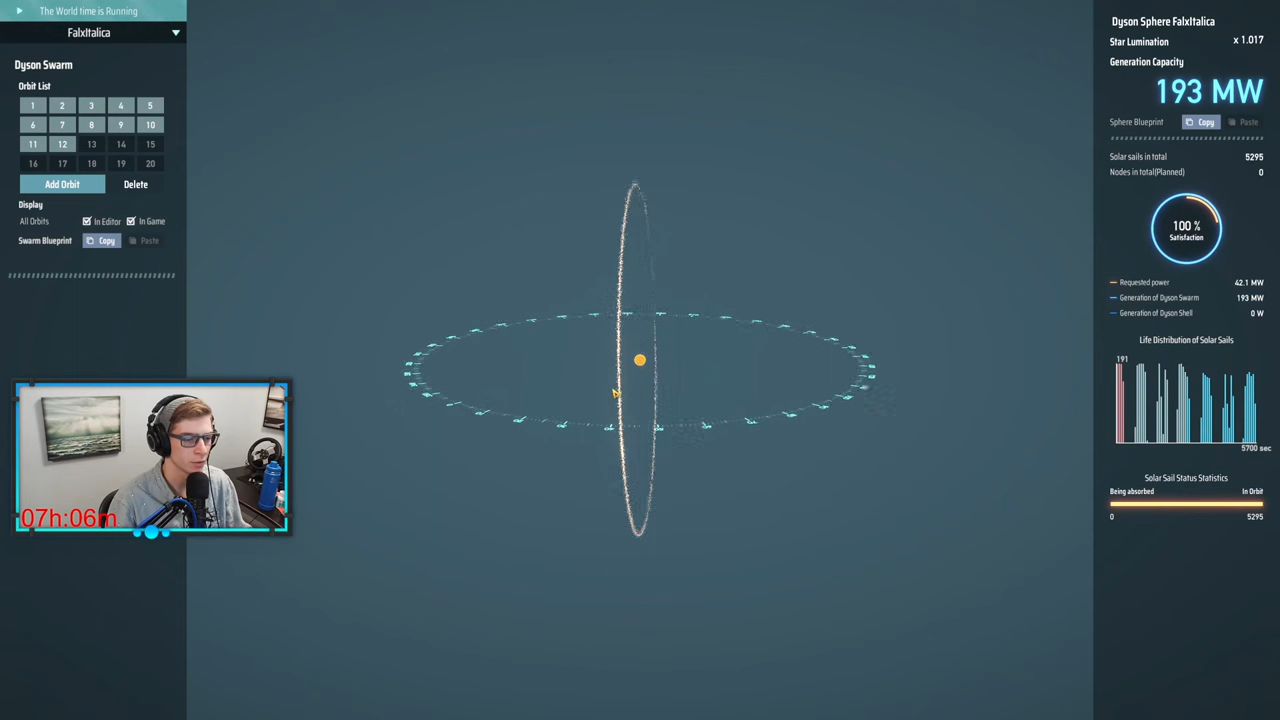 The World time is Running
FalxItalica
Dyson Swarm
Orbit List
1 2 3 4 5
6 7 8 9 10
11 12 13 14 15
16 17 18 19 20
Add Orbit Delete
Display
All Orbits In Editor In Game
Swarm Blueprint Copy Paste
07h:06m
Dyson Sphere FalxItalica
Star Lumination x 1.017
Generation Capacity
193 MW
Sphere Blueprint Copy Paste
Solar sails in total 5295
Nodes in total(Planned) 0
100 %
Satisfaction
Requested power 42.1 MW
Generation of Dyson Swarm 193 MW
Generation of Dyson Shell 0 W
Life Distribution of Solar Sails
191
5700 sec
Solar Sail Status Statistics
Being absorbed In Orbit
0 5295